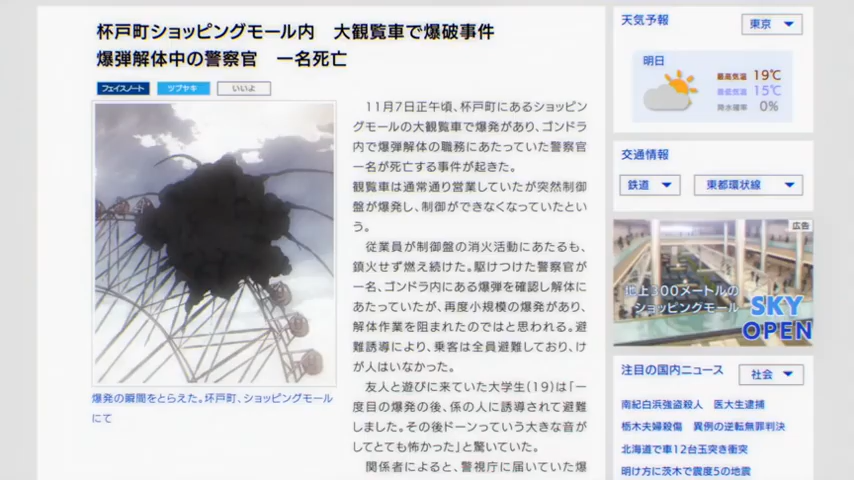 杯戸町ショッピングモール内　大観覧車で爆破事件
爆弾解体中の警察官　一名死亡
フェイスノート
ツブヤキ
いいよ
爆発の瞬間をとらえた。坏戸町、ショッピングモール
にて
　11月7日正午頃、杯戸町にあるショッピン
グモールの大観覧車で爆発があり、ゴンドラ
内で爆弾解体の職務にあたっていた警察官
一名が死亡する事件が起きた。
観覧車は通常通り営業していたが突然制御
盤が爆発し、制御ができなくなっていたとい
う。
　従業員が制御盤の消火活動にあたるも、
鎮火せず燃え続けた。駆けつけた警察官が
一名、ゴンドラ内にある爆弾を確認し解体に
あたっていたが、再度小規模の爆発があり、
解体作業を阻まれたのではと思われる。避
難誘導により、乗客は全員避難しており、け
が人はいなかった。
　友人と遊びに来ていた大学生(19)は「一
度目の爆発の後、係の人に誘導されて避難
しました。その後ドーンっていう大きな音が
してとても怖かった」と驚いていた。
　関係者によると、警視庁に届いていた爆
天気予報
東京
明日
最高気温 19℃
最低気温 15℃
降水確率 0%
交通情報
鉄道
東都環状線
広告
地上300メートルの
ショッピングモール
SKY
OPEN
注目の国内ニュース
社会
南紀白浜強盗殺人　医大生逮捕
栃木夫婦殺傷　異例の逆転無罪判決
北海道で車12台玉突き衝突
明け方に茨木で震度5の地震